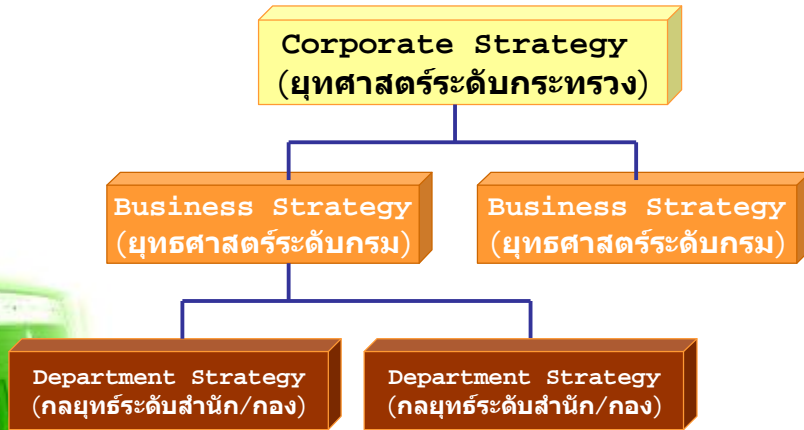 Corporate Strategy
(ยุทศาสตร์ระดับกระทรวง)
Business Strategy
(ยุทธศาสตร์ระดับกรม)
Business Strategy
(ยุทธศาสตร์ระดับกรม)
Department Strategy
(กลยุทธ์ระดับสำนัก/กอง)
Department Strategy
(กลยุทธ์ระดับสำนัก/กอง)